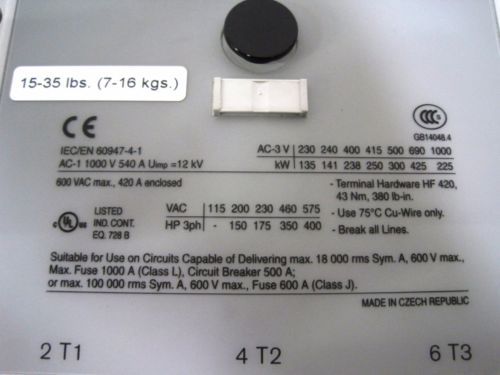 15-35 lbs. (7-16 kgs.)
CE
CCC
GB14048.4
IEC/EN 60947-4-1
AC-1 1000 V 540 A Uimp =12 kV
AC-3 V 230 240 400 415 500 690 1000
kW 135 141 238 250 300 425 225
600 VAC max., 420 A enclosed
UL
LISTED
IND. CONT.
EQ. 728 B
VAC 115 200 230 460 575
HP 3ph - 150 175 350 400
- Terminal Hardware HF 420,
43 Nm, 380 lb-in.
- Use 75°C Cu-Wire only.
- Break all Lines.
Suitable for Use on Circuits Capable of Delivering max. 18 000 rms Sym. A, 600 V max.,
Max. Fuse 1000 A (Class L), Circuit Breaker 500 A;
or max. 100 000 rms Sym. A, 600 V max., Fuse 600 A (Class J).
MADE IN CZECH REPUBLIC
2 T1 4 T2 6 T3